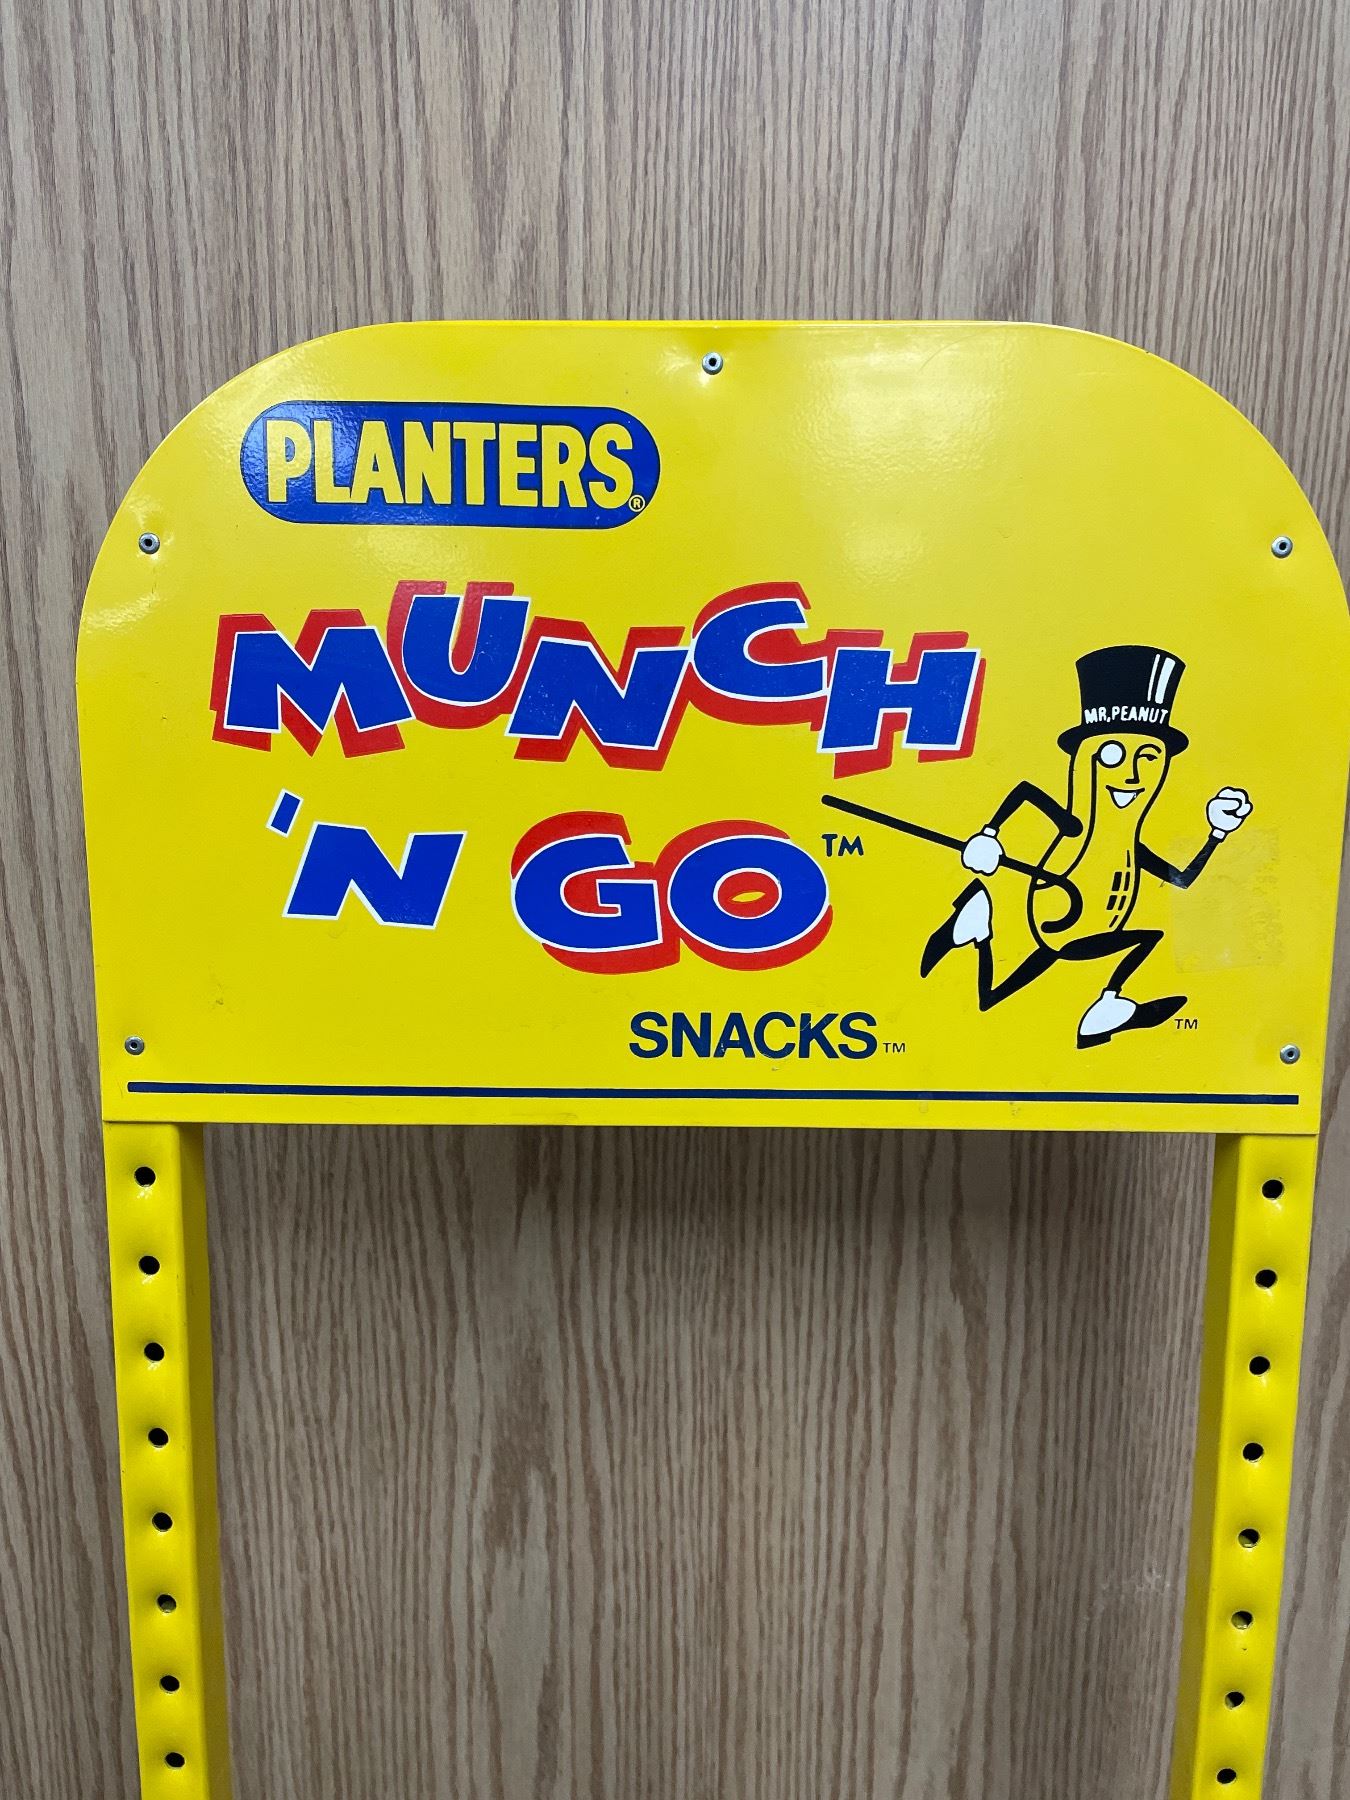 PLANTERS®
MUNCH
'N GO™
MR. PEANUT
SNACKS™
™